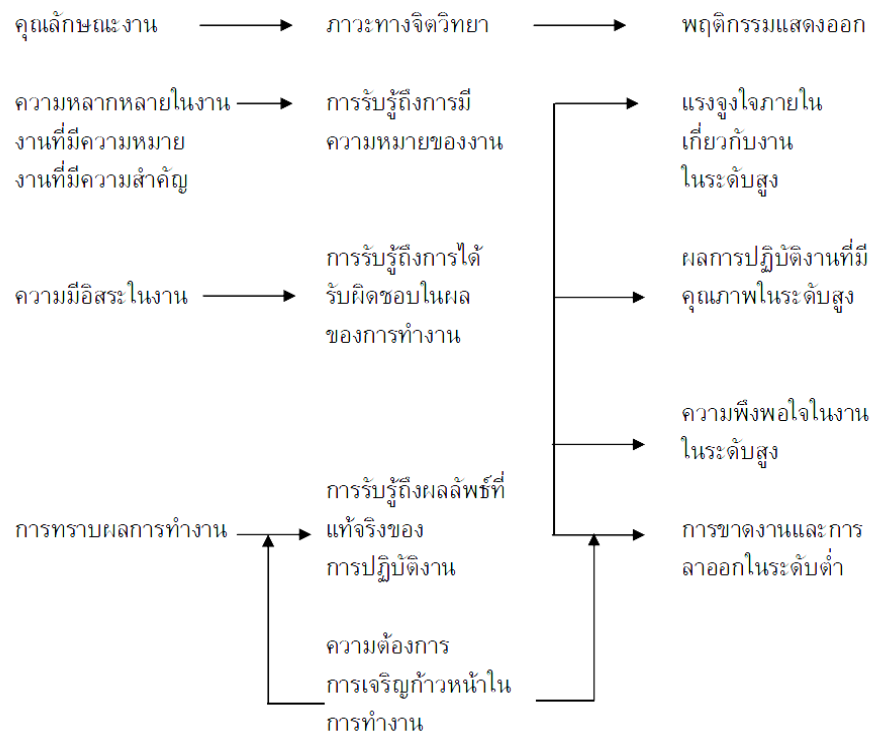 คุณลักษณะงาน
ภาวะทางจิตวิทยา
พฤติกรรมแสดงออก
ความหลากหลายในงาน
งานที่มีความหมาย
งานที่มีความสำคัญ
การรับรู้ถึงการมี
ความหมายของงาน
แรงจูงใจภายใน
เกี่ยวกับงาน
ในระดับสูง
ความมีอิสระในงาน
การรับรู้ถึงการได้
รับผิดชอบในผล
ของการทำงาน
ผลการปฏิบัติงานที่มี
คุณภาพในระดับสูง
ความพึงพอใจในงาน
ในระดับสูง
การทราบผลการทำงาน
การรับรู้ถึงผลลัพธ์ที่
แท้จริงของ
การปฏิบัติงาน
การขาดงานและการ
ลาออกในระดับต่ำ
ความต้องการ
การเจริญก้าวหน้าใน
การทำงาน